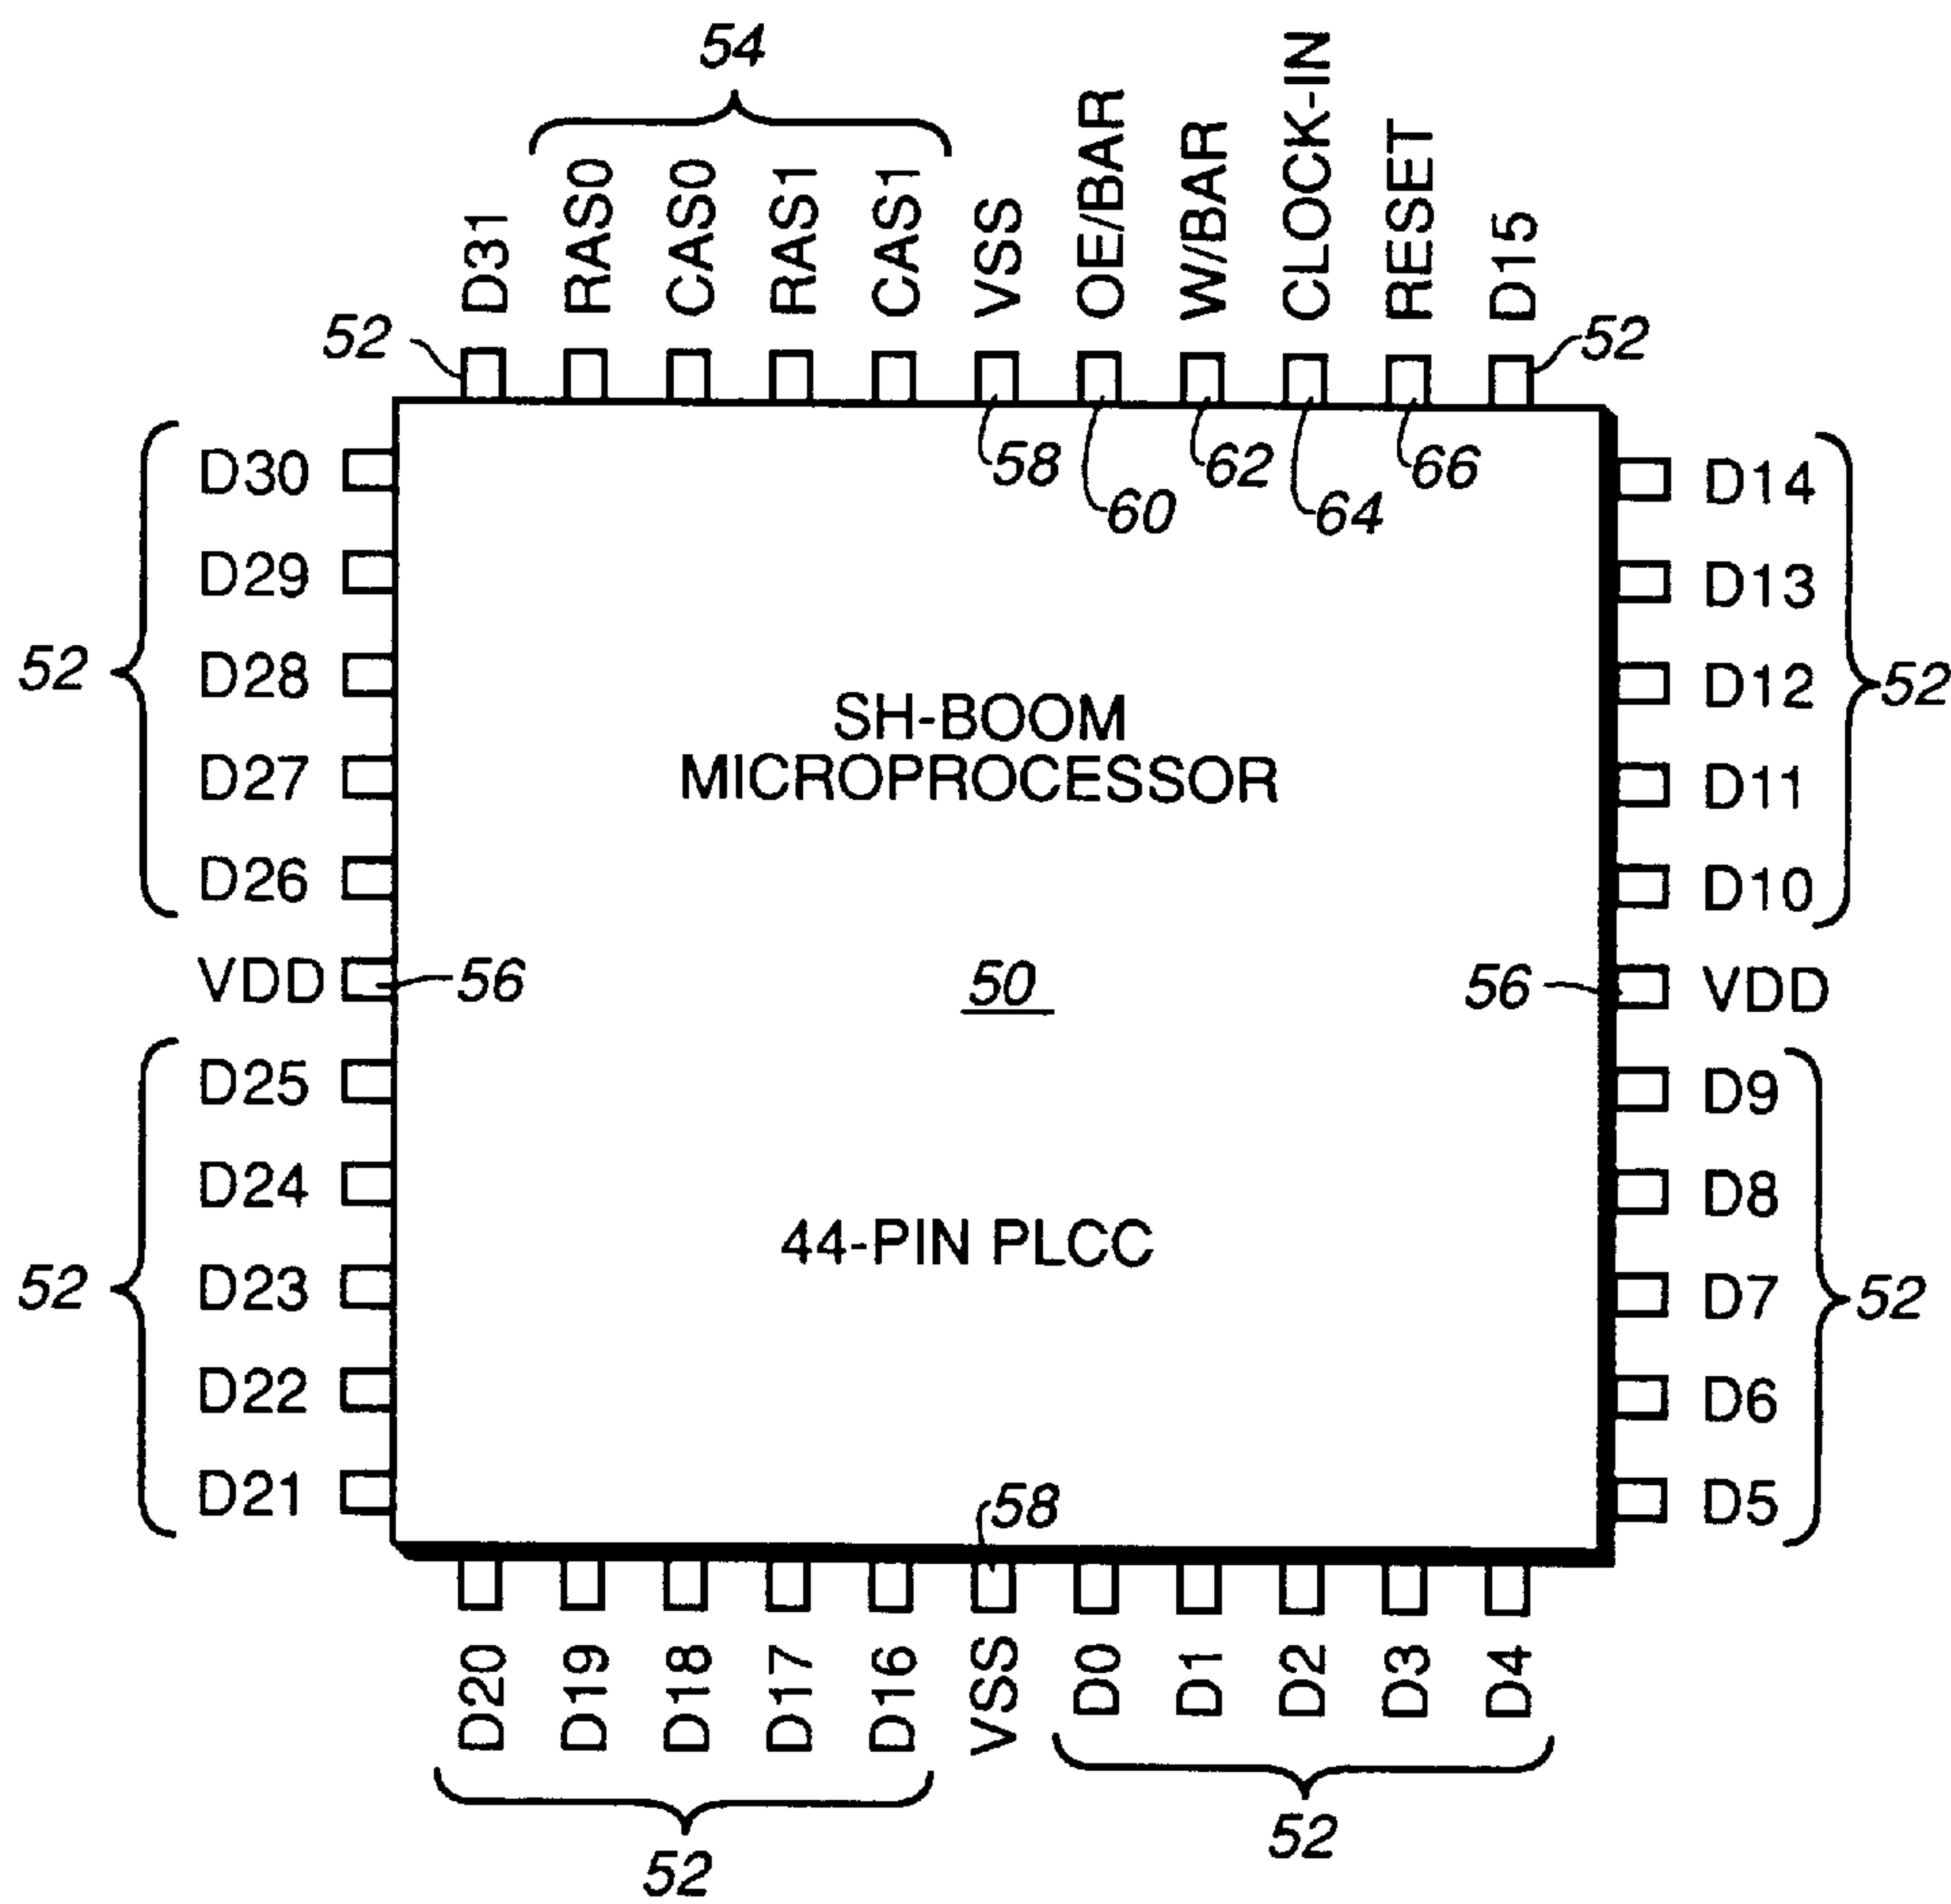 54
D31
RAS0
CAS0
RAS1
CAS1
VSS
OE/BAR
W/BAR
CLOCK-IN
RESET
D15
52
52
58
60
62
64
66
D30
D29
D28
D27
D26
52
VDD
56
D25
D24
D23
D22
D21
52
SH-BOOM
MICROPROCESSOR
50
44-PIN PLCC
D14
D13
D12
D11
D10
52
56
VDD
D9
D8
D7
D6
D5
52
58
D20
D19
D18
D17
D16
VSS
D0
D1
D2
D3
D4
52
52